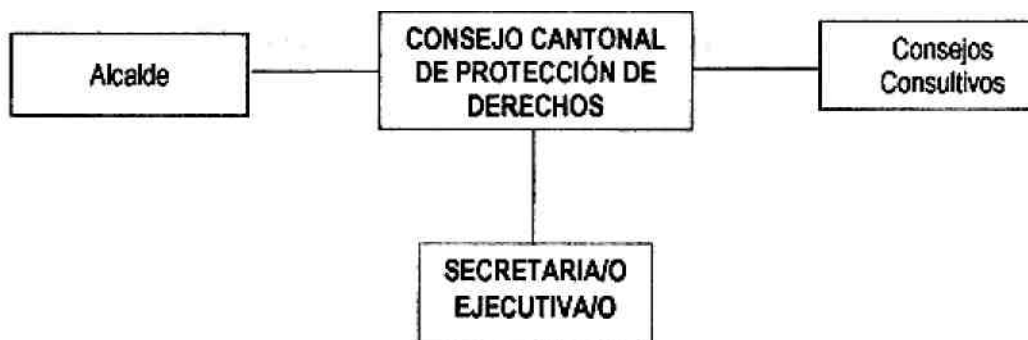 Alcalde
CONSEJO CANTONAL
DE PROTECCIÓN DE
DERECHOS
Consejos
Consultivos
SECRETARIA/O
EJECUTIVA/O